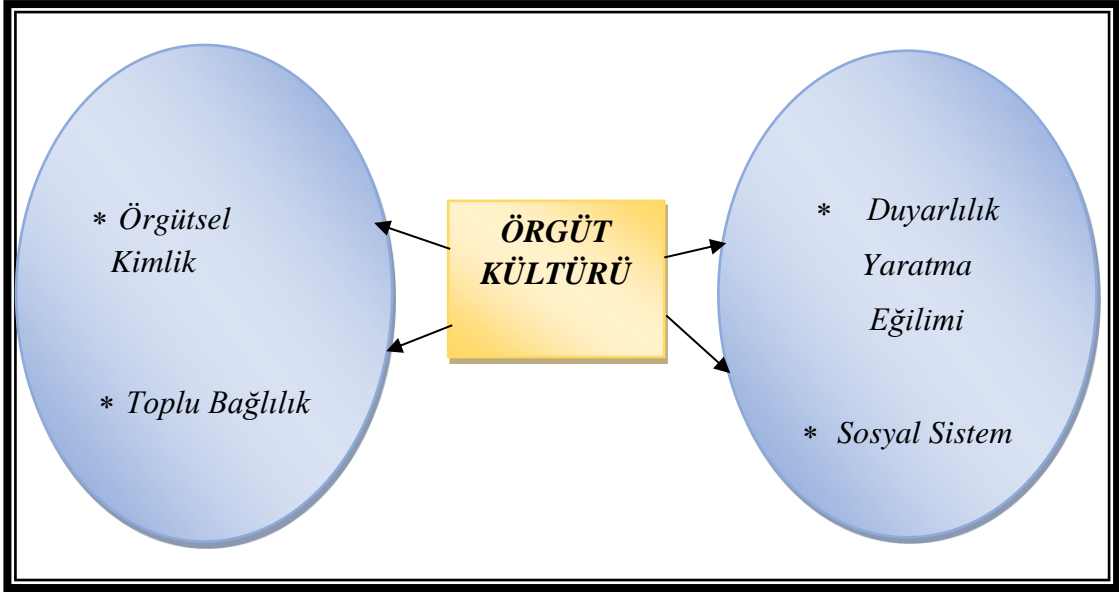 * Örgütsel
Kimlik
* Toplu Bağlılık
ÖRGÜT
KÜLTÜRÜ
* Duyarlılık
Yaratma
Eğilimi
* Sosyal Sistem